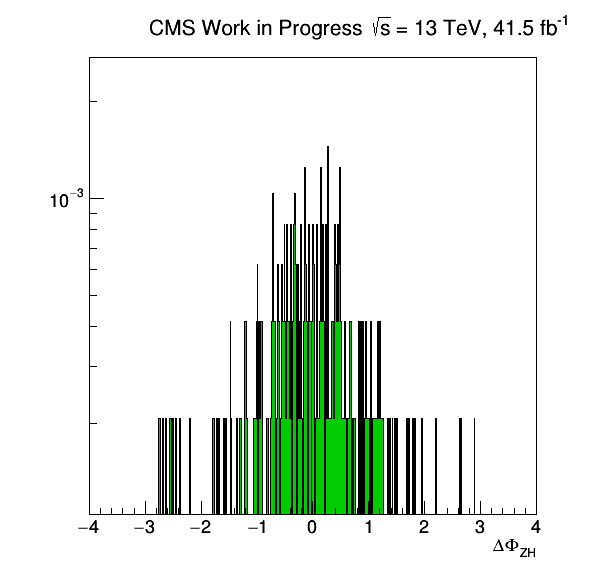 CMS Work in Progress √s = 13 TeV, 41.5 fb⁻¹
10⁻³
−4 −3 −2 −1 0 1 2 3 4
ΔΦ_ZH